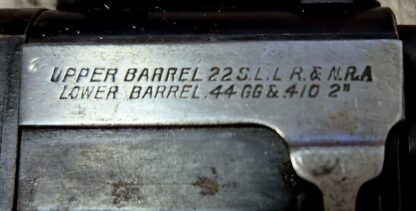 UPPER BARREL 22 S.L.L R.& N.R.A
LOWER BARREL .44 GG & .410 2"